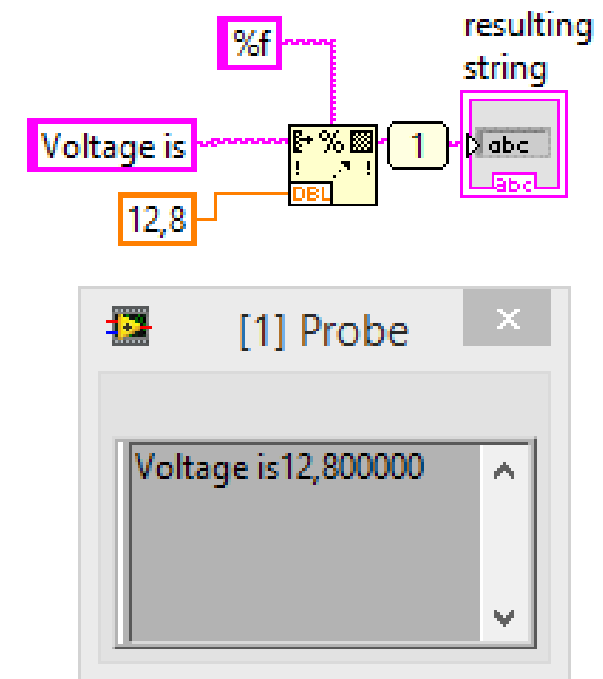 %f
resulting
string
Voltage is
%
! !
DBL
1
abc
abc
12,8
[1] Probe
Voltage is12,800000